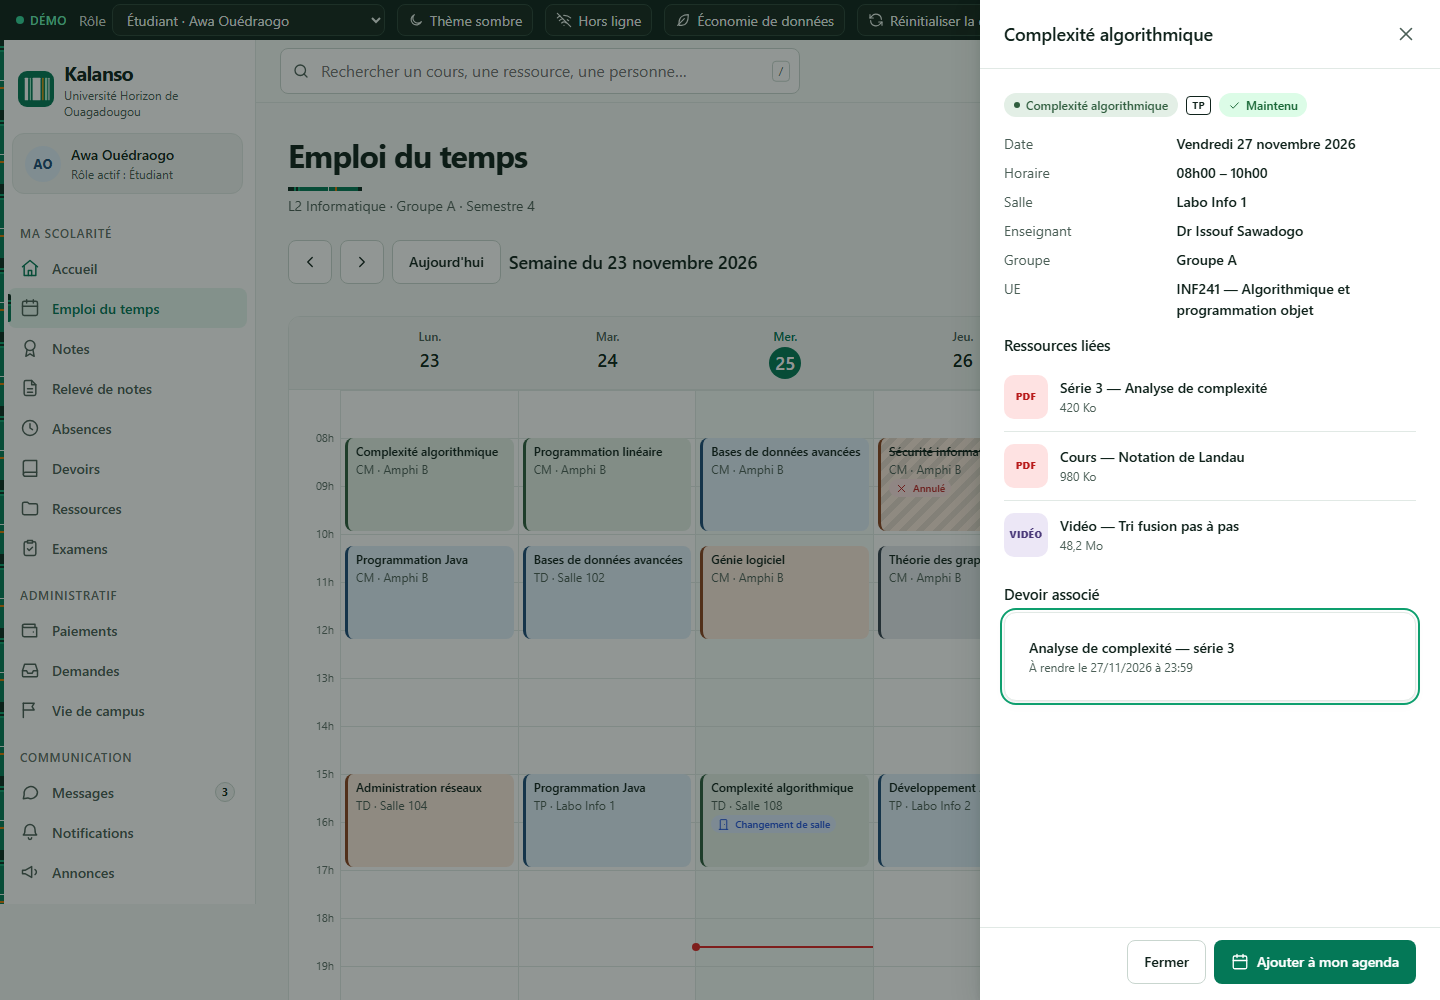 DÉMO
Rôle
Étudiant · Awa Ouédraogo
Thème sombre
Hors ligne
Économie de données
Réinitialiser la
Kalanso
Université Horizon de
Ouagadougou
AO
Awa Ouédraogo
Rôle actif : Étudiant
MA SCOLARITÉ
Accueil
Emploi du temps
Notes
Relevé de notes
Absences
Devoirs
Ressources
Examens
ADMINISTRATIF
Paiements
Demandes
Vie de campus
COMMUNICATION
Messages
3
Notifications
Annonces
Rechercher un cours, une ressource, une personne…
/
Emploi du temps
L2 Informatique · Groupe A · Semestre 4
Aujourd'hui
Semaine du 23 novembre 2026
Lun.
23
Mar.
24
Mer.
25
Jeu.
26
08h
09h
10h
11h
12h
13h
14h
15h
16h
17h
18h
19h
Complexité algorithmique
CM · Amphi B
Programmation Java
CM · Amphi B
Administration réseaux
TD · Salle 104
Programmation linéaire
CM · Amphi B
Bases de données avancées
TD · Salle 102
Programmation Java
TP · Labo Info 1
Bases de données avancées
CM · Amphi B
Génie logiciel
CM · Amphi B
Complexité algorithmique
TD · Salle 108
Changement de salle
Sécurité informa
CM · Amphi B
Annulé
Théorie des grap
CM · Amphi B
Développement
TP · Labo Info 2
Complexité algorithmique
Complexité algorithmique
TP
Maintenu
Date
Vendredi 27 novembre 2026
Horaire
08h00 – 10h00
Salle
Labo Info 1
Enseignant
Dr Issouf Sawadogo
Groupe
Groupe A
UE
INF241 — Algorithmique et
programmation objet
Ressources liées
PDF
Série 3 — Analyse de complexité
420 Ko
PDF
Cours — Notation de Landau
980 Ko
VIDÉO
Vidéo — Tri fusion pas à pas
48,2 Mo
Devoir associé
Analyse de complexité — série 3
À rendre le 27/11/2026 à 23:59
Fermer
Ajouter à mon agenda